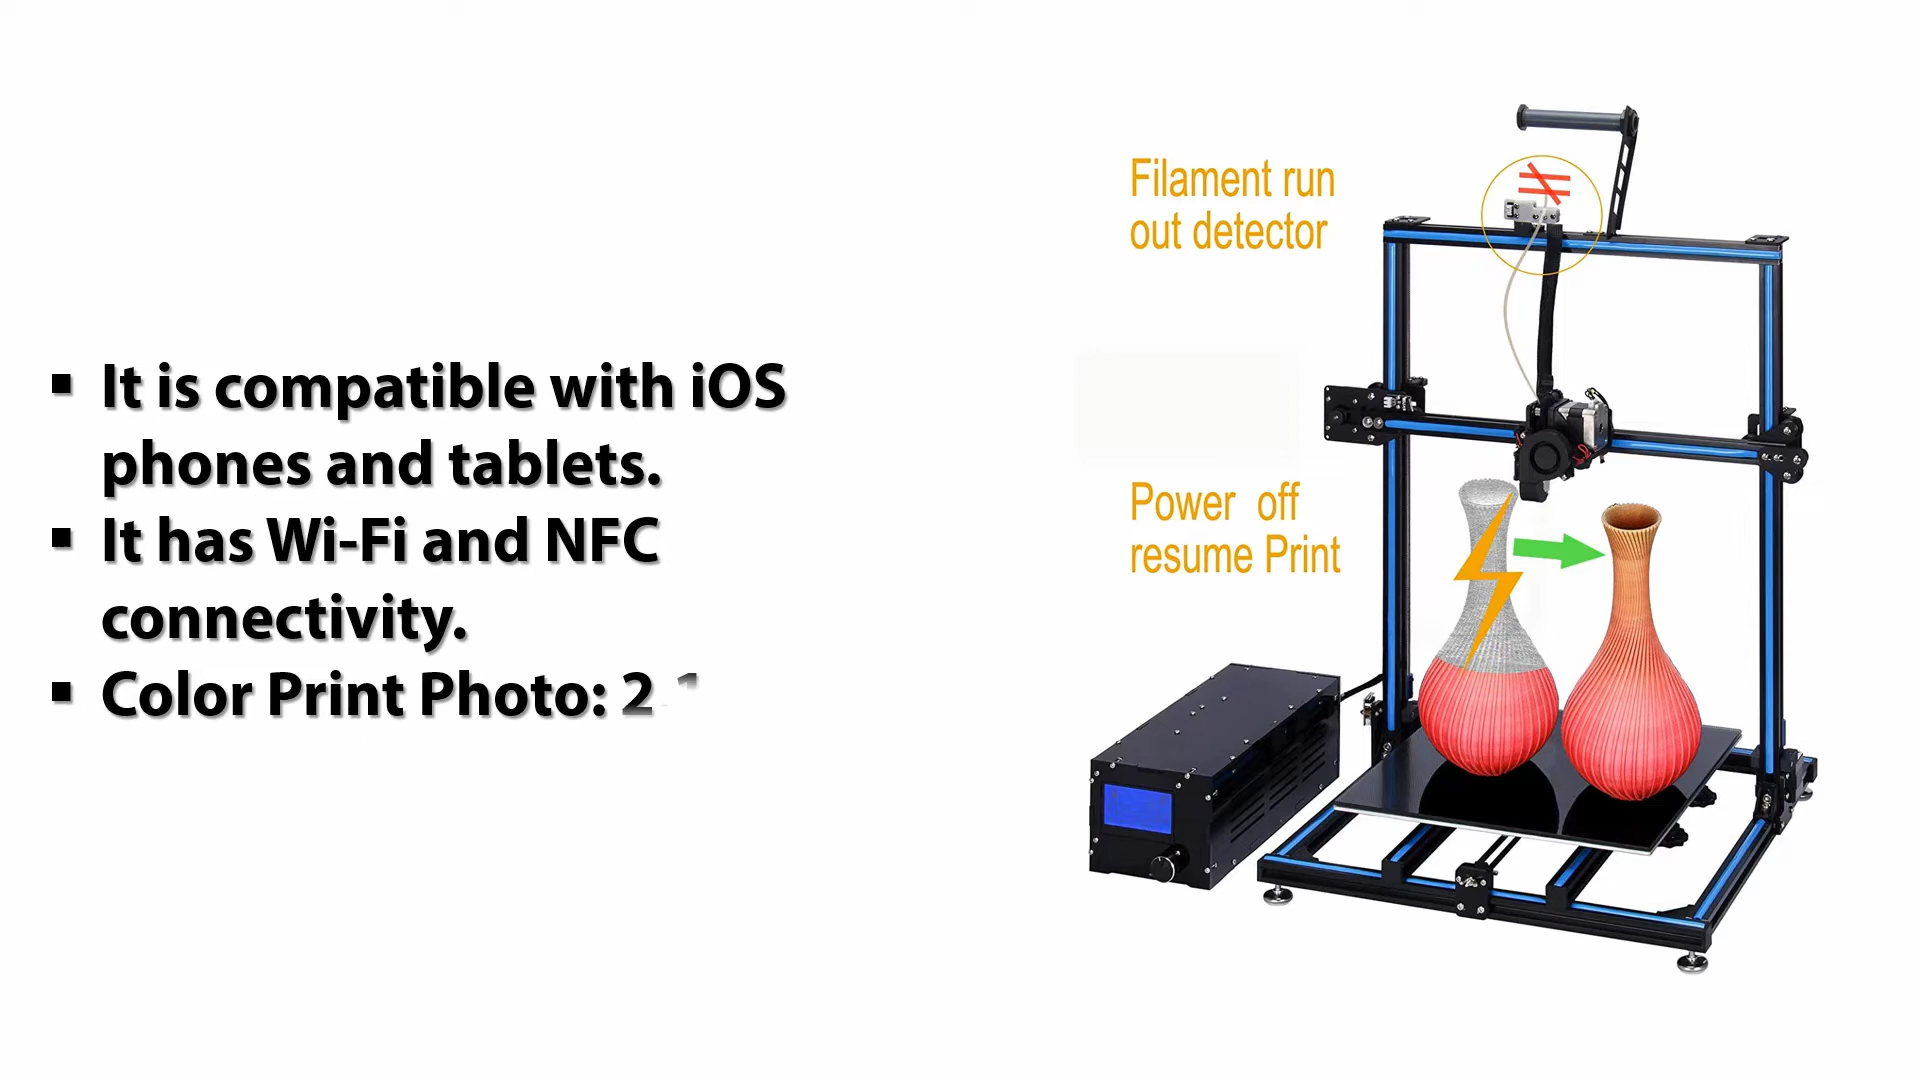 ▪ It is compatible with iOS
phones and tablets.
▪ It has Wi-Fi and NFC
connectivity.
▪ Color Print Photo: 2
Filament run
out detector
Power off
resume Print